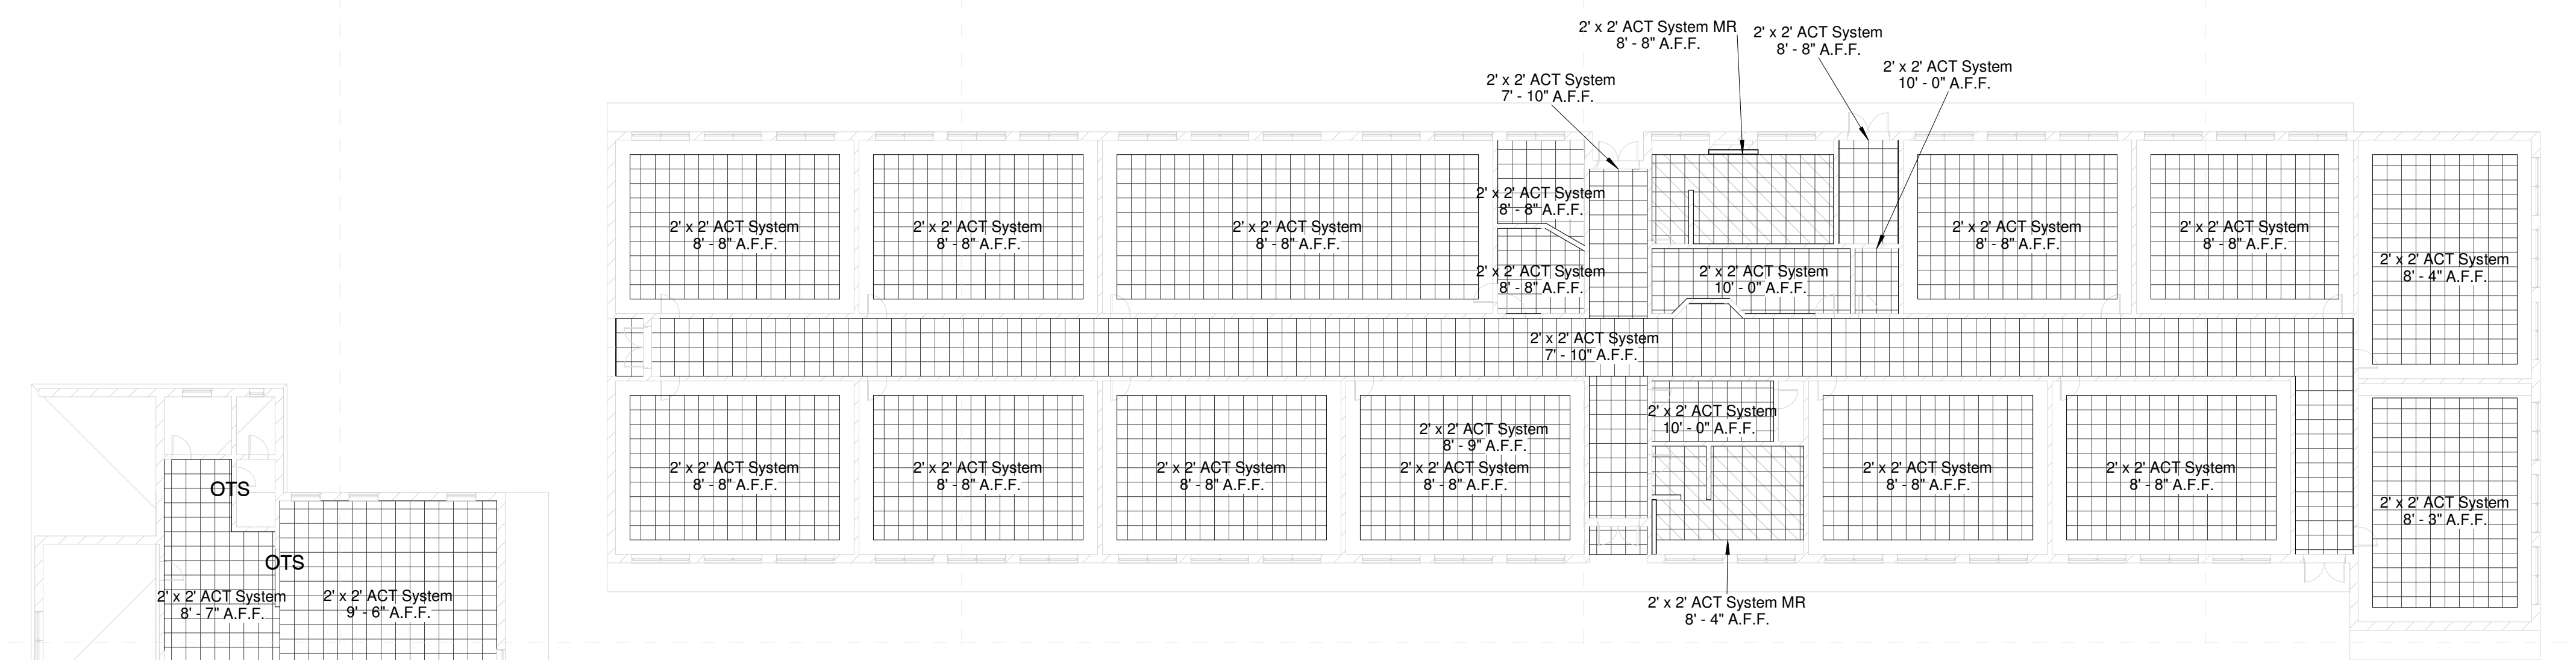 2' x 2' ACT System MR
8' - 8" A.F.F.
2' x 2' ACT System
8' - 8" A.F.F.
2' x 2' ACT System
10' - 0" A.F.F.
2' x 2' ACT System
7' - 10" A.F.F.
2' x 2' ACT System
8' - 8" A.F.F.
2' x 2' ACT System
8' - 8" A.F.F.
2' x 2' ACT System
8' - 8" A.F.F.
2' x 2' ACT System
8' - 8" A.F.F.
2' x 2' ACT System
8' - 8" A.F.F.
2' x 2' ACT System
10' - 0" A.F.F.
2' x 2' ACT System
8' - 8" A.F.F.
2' x 2' ACT System
8' - 8" A.F.F.
2' x 2' ACT System
8' - 4" A.F.F.
2' x 2' ACT System
7' - 10" A.F.F.
2' x 2' ACT System
8' - 8" A.F.F.
2' x 2' ACT System
8' - 8" A.F.F.
2' x 2' ACT System
8' - 8" A.F.F.
2' x 2' ACT System
8' - 9" A.F.F.
2' x 2' ACT System
8' - 8" A.F.F.
2' x 2' ACT System
10' - 0" A.F.F.
2' x 2' ACT System
8' - 8" A.F.F.
2' x 2' ACT System
8' - 8" A.F.F.
2' x 2' ACT System
8' - 3" A.F.F.
OTS
OTS
2' x 2' ACT System
8' - 7" A.F.F.
2' x 2' ACT System
9' - 6" A.F.F.
2' x 2' ACT System MR
8' - 4" A.F.F.